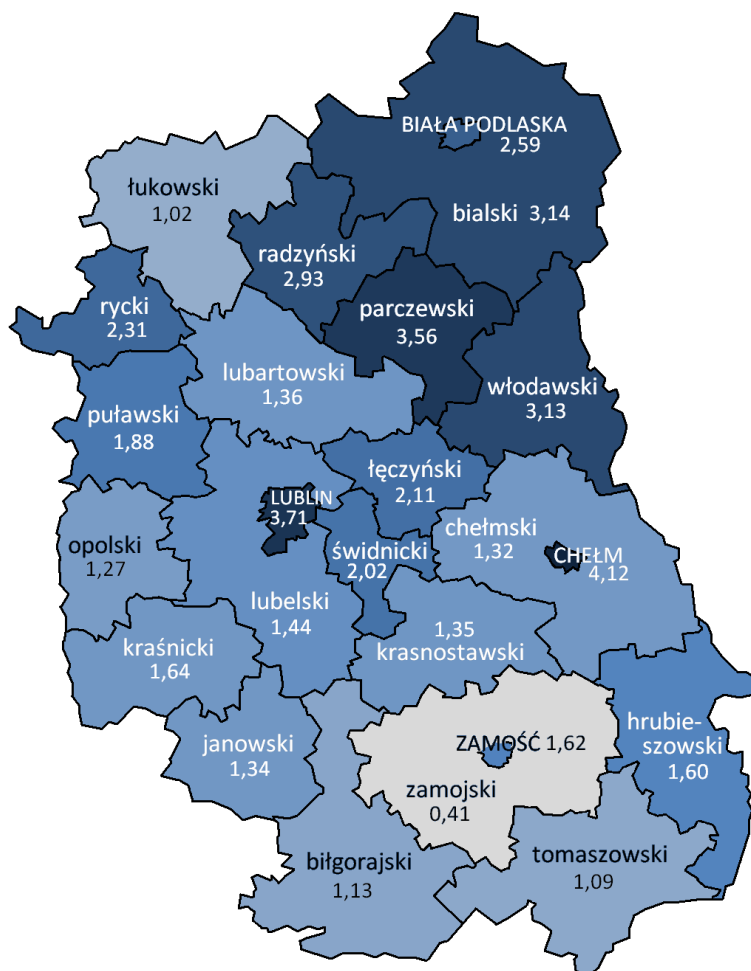 BIAŁA PODLASKA
2,59
łukowski
1,02
bialski 3,14
radzyński
2,93
rycki
2,31
parczewski
3,56
lubartowski
1,36
włodawski
3,13
puławski
1,88
łęczyński
2,11
LUBLIN
3,71
chełmski
1,32
CHEŁM
4,12
opolski
1,27
świdnicki
2,02
lubelski
1,44
kraśnicki
1,64
1,35
krasnostawski
janowski
1,34
ZAMOŚĆ 1,62
hrubie-
szowski
1,60
zamojski
0,41
biłgorajski
1,13
tomaszowski
1,09